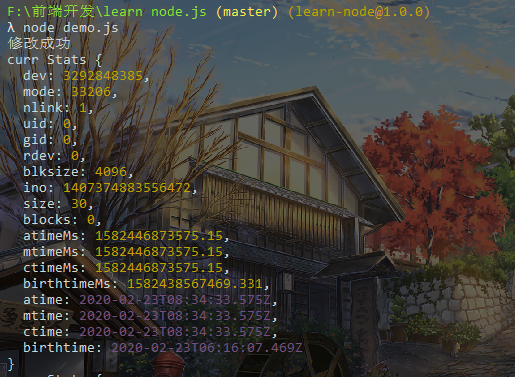 F:\前端开发\learn node.js (master) (learn-node@1.0.0)
λ node demo.js
修改成功
curr Stats {
  dev: 3292848385,
  mode: 33206,
  nlink: 1,
  uid: 0,
  gid: 0,
  rdev: 0,
  blksize: 4096,
  ino: 1407374883556472,
  size: 30,
  blocks: 0,
  atimeMs: 1582446873575.15,
  mtimeMs: 1582446873575.15,
  ctimeMs: 1582446873575.15,
  birthtimeMs: 1582438567469.331,
  atime: 2020-02-23T08:34:33.575Z,
  mtime: 2020-02-23T08:34:33.575Z,
  ctime: 2020-02-23T08:34:33.575Z,
  birthtime: 2020-02-23T06:16:07.469Z
}